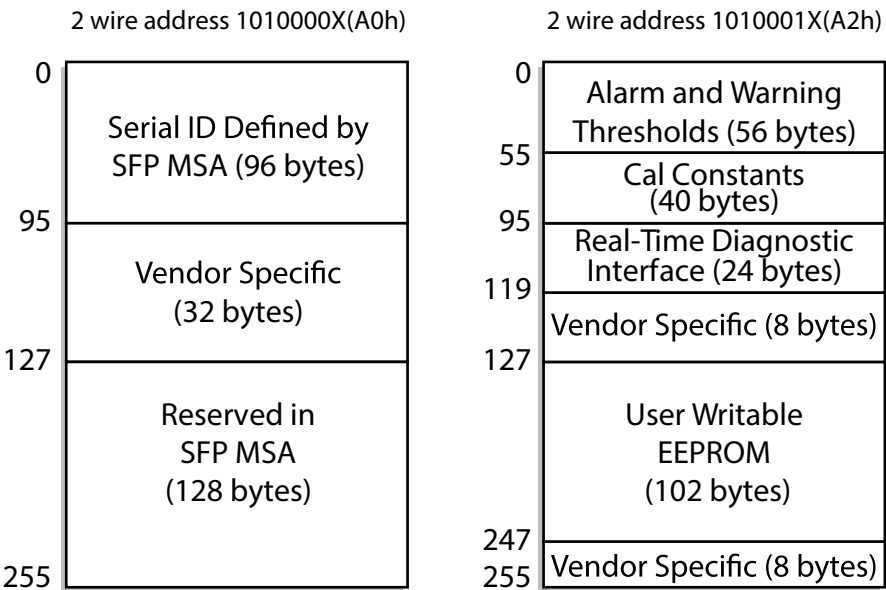 2 wire address 1010000X(A0h)
0
Serial ID Defined by
SFP MSA (96 bytes)
95
Vendor Specific
(32 bytes)
127
Reserved in
SFP MSA
(128 bytes)
255
2 wire address 1010001X(A2h)
0
Alarm and Warning
Thresholds (56 bytes)
55
Cal Constants
(40 bytes)
95
Real-Time Diagnostic
Interface (24 bytes)
119
Vendor Specific (8 bytes)
127
User Writable
EEPROM
(102 bytes)
247
Vendor Specific (8 bytes)
255